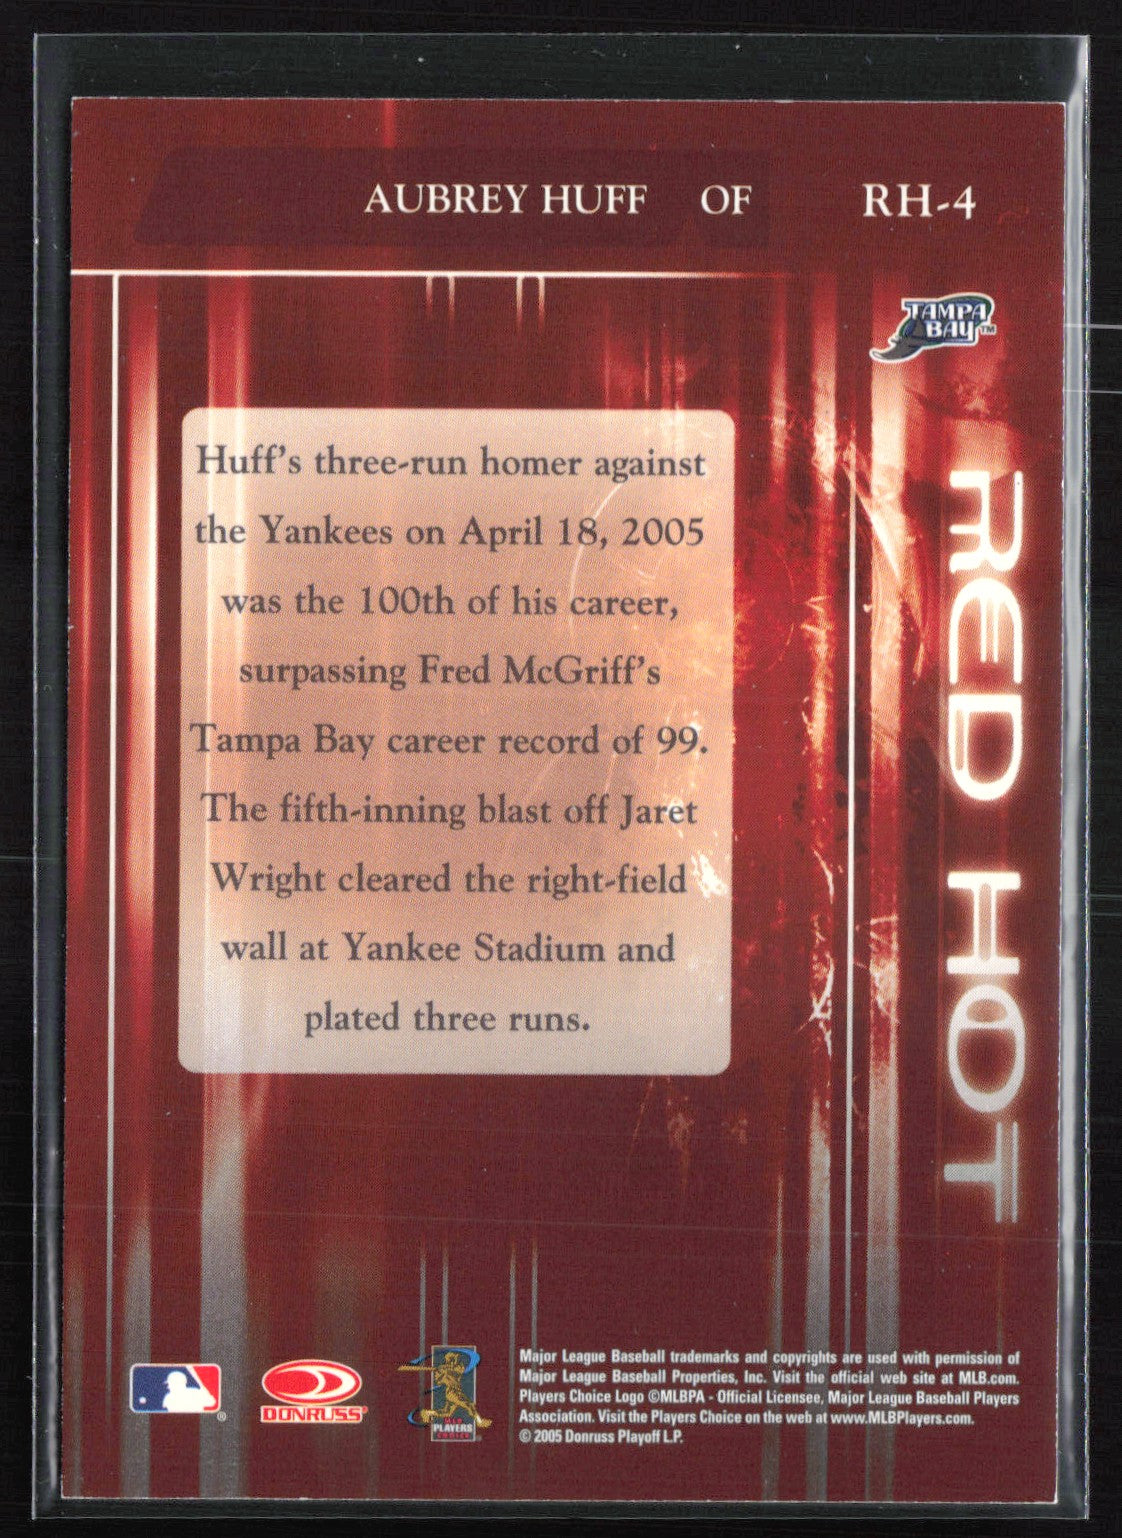 AUBREY HUFF OF RH-4
TAMPA
BAY™
Huff's three-run homer against
the Yankees on April 18, 2005
was the 100th of his career,
surpassing Fred McGriff's
Tampa Bay career record of 99.
The fifth-inning blast off Jaret
Wright cleared the right-field
wall at Yankee Stadium and
plated three runs.
RED HOT
®
DONRUSS®
MLB
PLAYERS
CHOICE®
Major League Baseball trademarks and copyrights are used with permission of
Major League Baseball Properties, Inc. Visit the official web site at MLB.com.
Players Choice Logo ©MLBPA - Official Licensee, Major League Baseball Players
Association. Visit the Players Choice on the web at www.MLBPlayers.com.
© 2005 Donruss Playoff L.P.